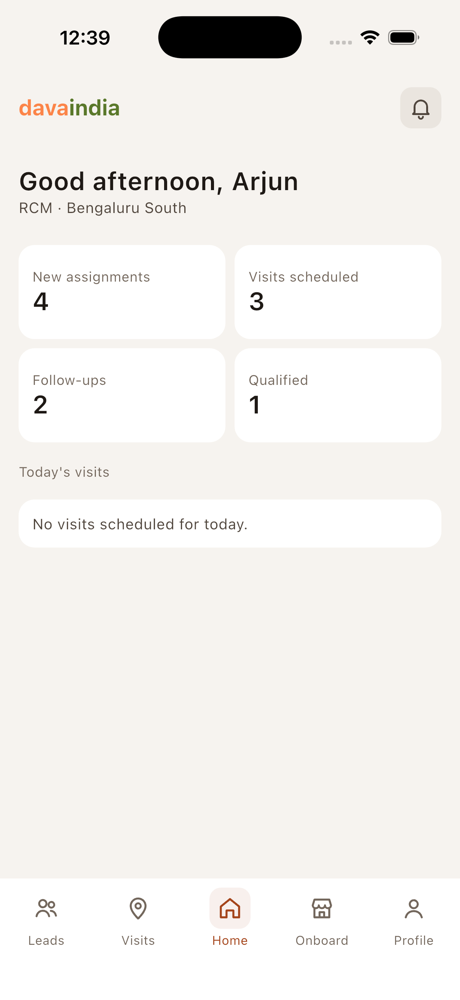 12:39
davaindia
Good afternoon, Arjun
RCM · Bengaluru South
New assignments
4
Visits scheduled
3
Follow-ups
2
Qualified
1
Today's visits
No visits scheduled for today.
Leads
Visits
Home
Onboard
Profile